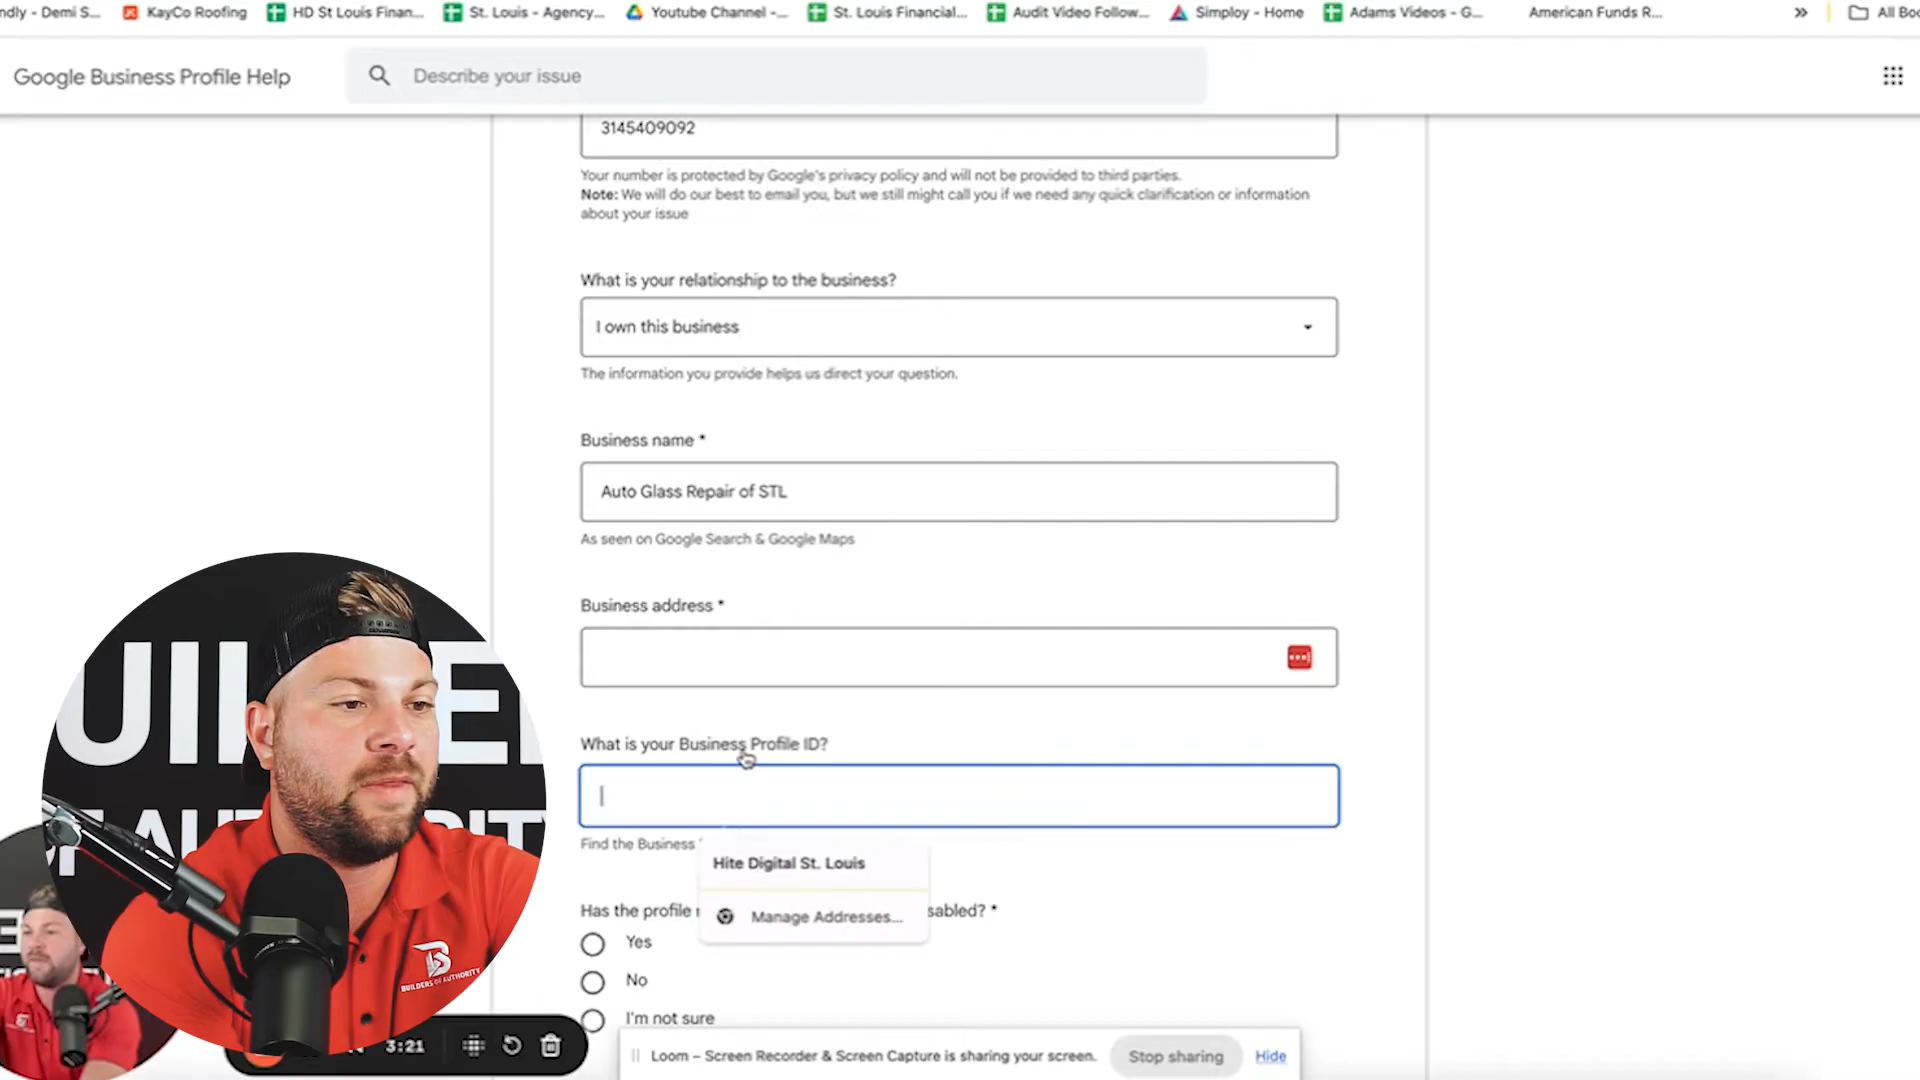 ndly - Demi S... KayCo Roofing HD St Louis Finan... St. Louis - Agency... Youtube Channel -... St. Louis Financial... Audit Video Follow... Simploy - Home Adams Videos - G... American Funds R... » All Boo
Google Business Profile Help
Describe your issue
3145409092
Your number is protected by Google's privacy policy and will not be provided to third parties.
Note: We will do our best to email you, but we still might call you if we need any quick clarification or information
about your issue
What is your relationship to the business?
I own this business
The information you provide helps us direct your question.
Business name *
Auto Glass Repair of STL
As seen on Google Search & Google Maps
Business address *
What is your Business Profile ID?
Find the Business
Hite Digital St. Louis
Manage Addresses...
Has the profile
sabled? *
Yes
No
I'm not sure
BUILDERS OF AUTHORITY
3:21
Loom – Screen Recorder & Screen Capture is sharing your screen.
Stop sharing
Hide